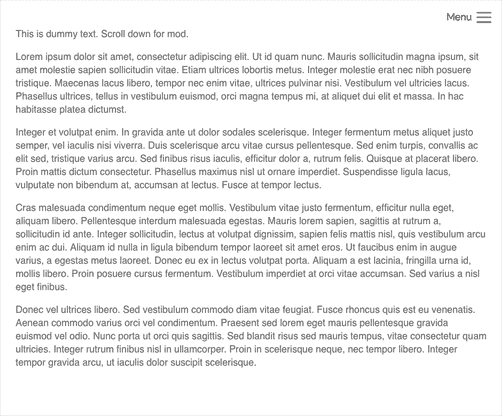 Menu
This is dummy text. Scroll down for mod.
Lorem ipsum dolor sit amet, consectetur adipiscing elit. Ut id quam nunc. Mauris sollicitudin magna ipsum, sit
amet molestie sapien sollicitudin vitae. Etiam ultrices lobortis metus. Integer molestie erat nec nibh posuere
tristique. Maecenas lacus libero, tempor nec enim vitae, ultrices pulvinar nisi. Vestibulum vel ultricies lacus.
Phasellus ultrices, tellus in vestibulum euismod, orci magna tempus mi, at aliquet dui elit et massa. In hac
habitasse platea dictumst.
Integer et volutpat enim. In gravida ante ut dolor sodales scelerisque. Integer fermentum metus aliquet justo
semper, vel iaculis nisi viverra. Duis scelerisque arcu vitae cursus pellentesque. Sed enim turpis, convallis ac
elit sed, tristique varius arcu. Sed finibus risus iaculis, efficitur dolor a, rutrum felis. Quisque at placerat libero.
Proin mattis dictum consectetur. Phasellus maximus nisl ut ornare imperdiet. Suspendisse ligula lacus,
vulputate non bibendum at, accumsan at lectus. Fusce at tempor lectus.
Cras malesuada condimentum neque eget mollis. Vestibulum vitae justo fermentum, efficitur nulla eget,
aliquam libero. Pellentesque interdum malesuada egestas. Mauris lorem sapien, sagittis at rutrum a,
sollicitudin id ante. Integer sollicitudin, lectus at volutpat dignissim, sapien felis mattis nisl, quis vestibulum arcu
enim ac dui. Aliquam id nulla in ligula bibendum tempor laoreet sit amet eros. Ut faucibus enim in augue
varius, a egestas metus laoreet. Donec eu ex in lectus volutpat porta. Aliquam a est lacinia, fringilla urna id,
mollis libero. Proin posuere cursus fermentum. Vestibulum imperdiet at orci vitae accumsan. Sed varius a nisl
eget finibus.
Donec vel ultrices libero. Sed vestibulum commodo diam vitae feugiat. Fusce rhoncus quis est eu venenatis.
Aenean commodo varius orci vel condimentum. Praesent sed lorem eget mauris pellentesque gravida
euismod vel odio. Nunc porta ut orci quis sagittis. Sed blandit risus sed mauris tempus, vitae consectetur quam
ultricies. Integer rutrum finibus nisl in ullamcorper. Proin in scelerisque neque, nec tempor libero. Integer
tempor gravida arcu, ut iaculis dolor suscipit scelerisque.